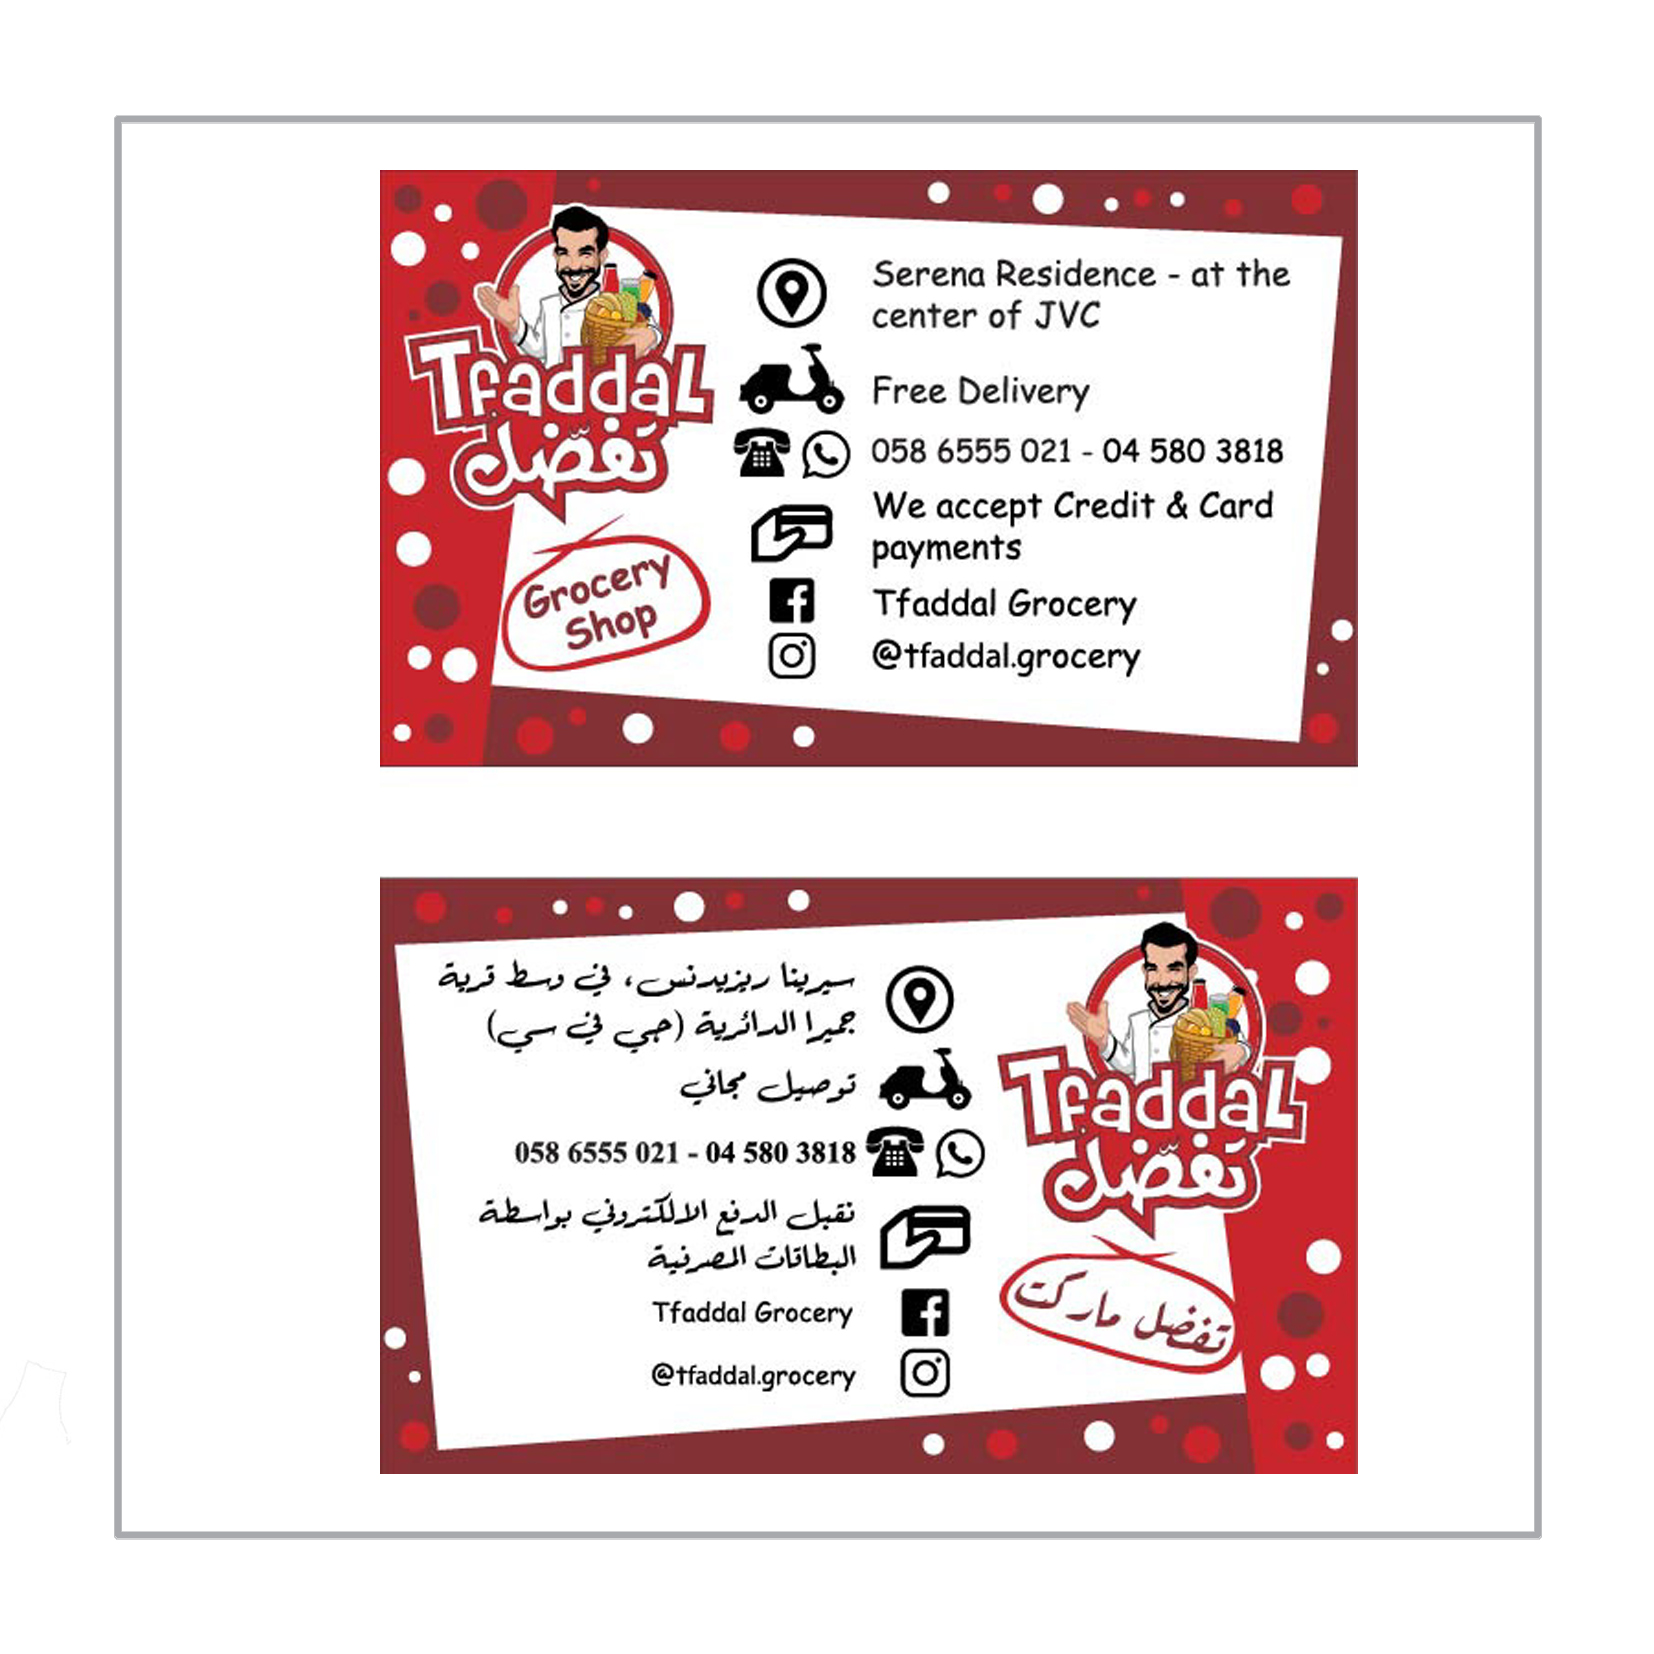 Tfaddal
تفضّل
Grocery
Shop
Serena Residence - at the
center of JVC
Free Delivery
058 6555 021 - 04 580 3818
We accept Credit & Card
payments
Tfaddal Grocery
@tfaddal.grocery
Tfaddal
تفضّل
تفضل ماركت
سيرينا ريزيدنس، في وسط قرية
جميرا الدائرية (جي في سي)
توصيل مجاني
058 6555 021 - 04 580 3818
نقبل الدفع الالكتروني بواسطة
البطاقات المصرفية
Tfaddal Grocery
@tfaddal.grocery